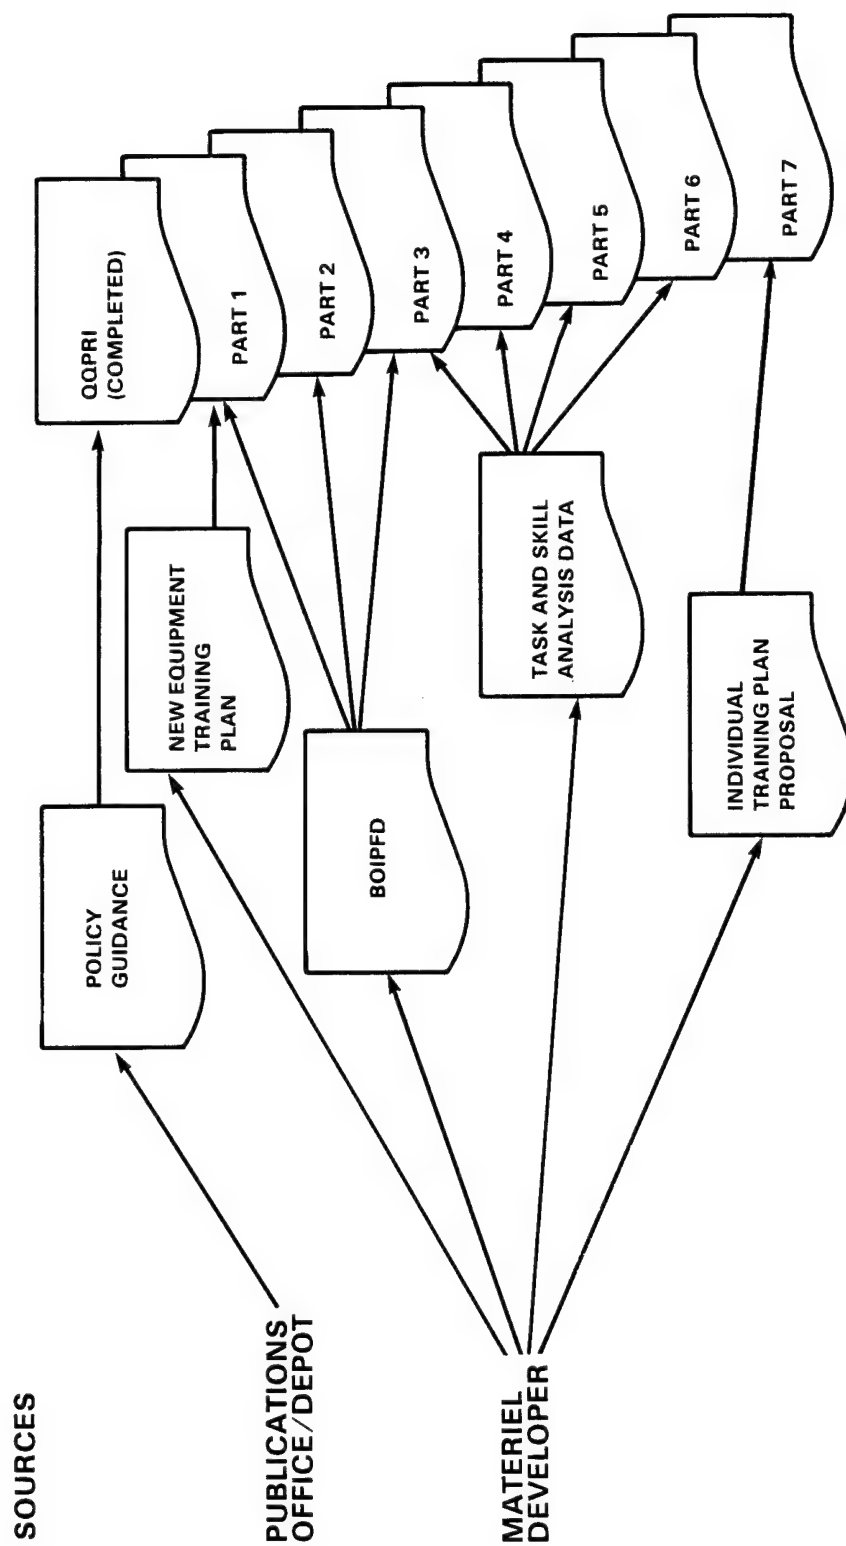 SOURCES
PUBLICATIONS
OFFICE/DEPOT
MATERIEL
DEVELOPER
POLICY
GUIDANCE
NEW EQUIPMENT
TRAINING
PLAN
BOIPFD
TASK AND SKILL
ANALYSIS DATA
INDIVIDUAL
TRAINING PLAN
PROPOSAL
QQPRI
(COMPLETED)
PART 1
PART 2
PART 3
PART 4
PART 5
PART 6
PART 7